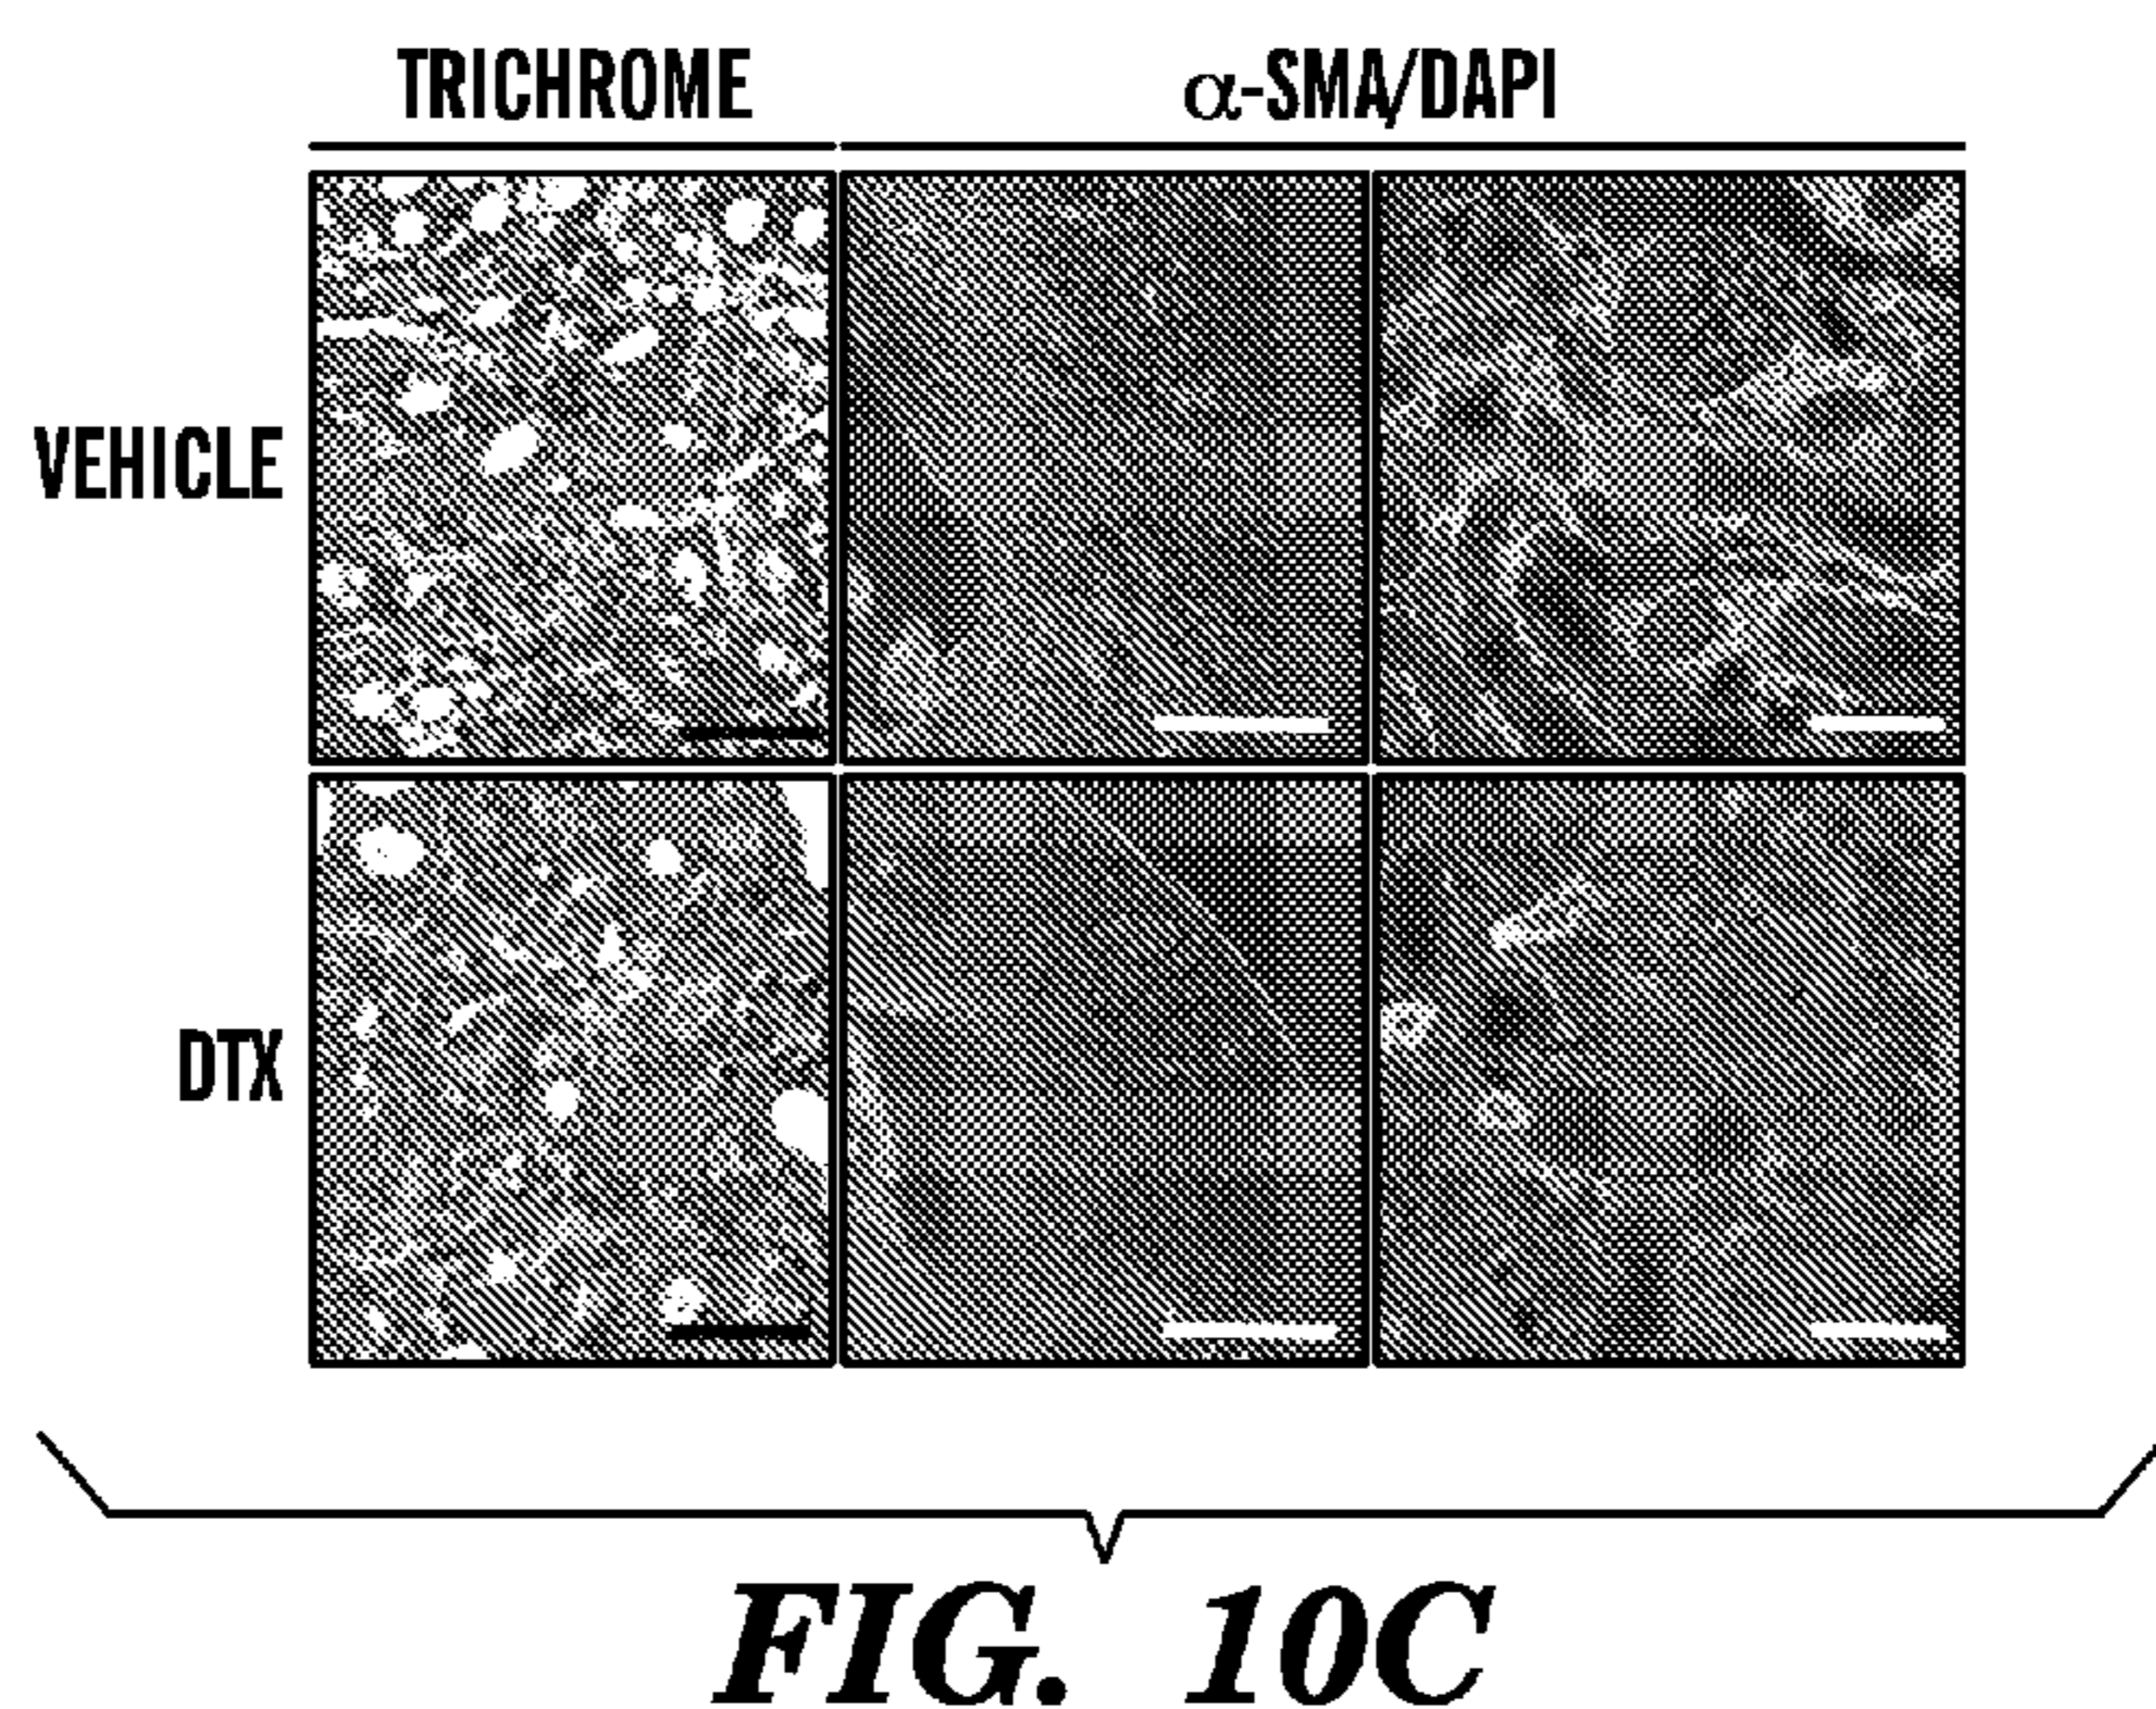 TRICHROME
α-SMA/DAPI
VEHICLE
DTX
FIG. 10C